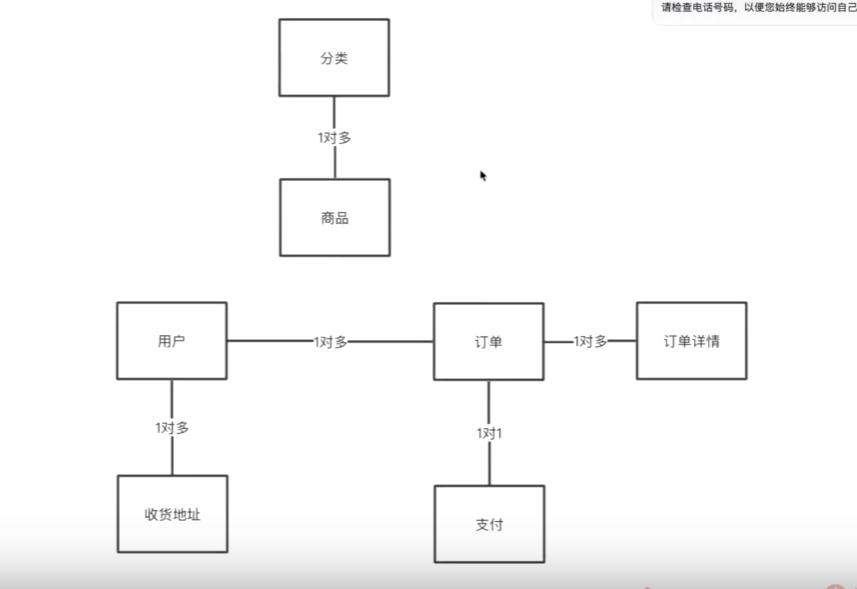 请检查电话号码，以便您始终能够访问自己
分类
1对多
商品
用户
1对多
订单
1对多
订单详情
1对多
1对1
收货地址
支付